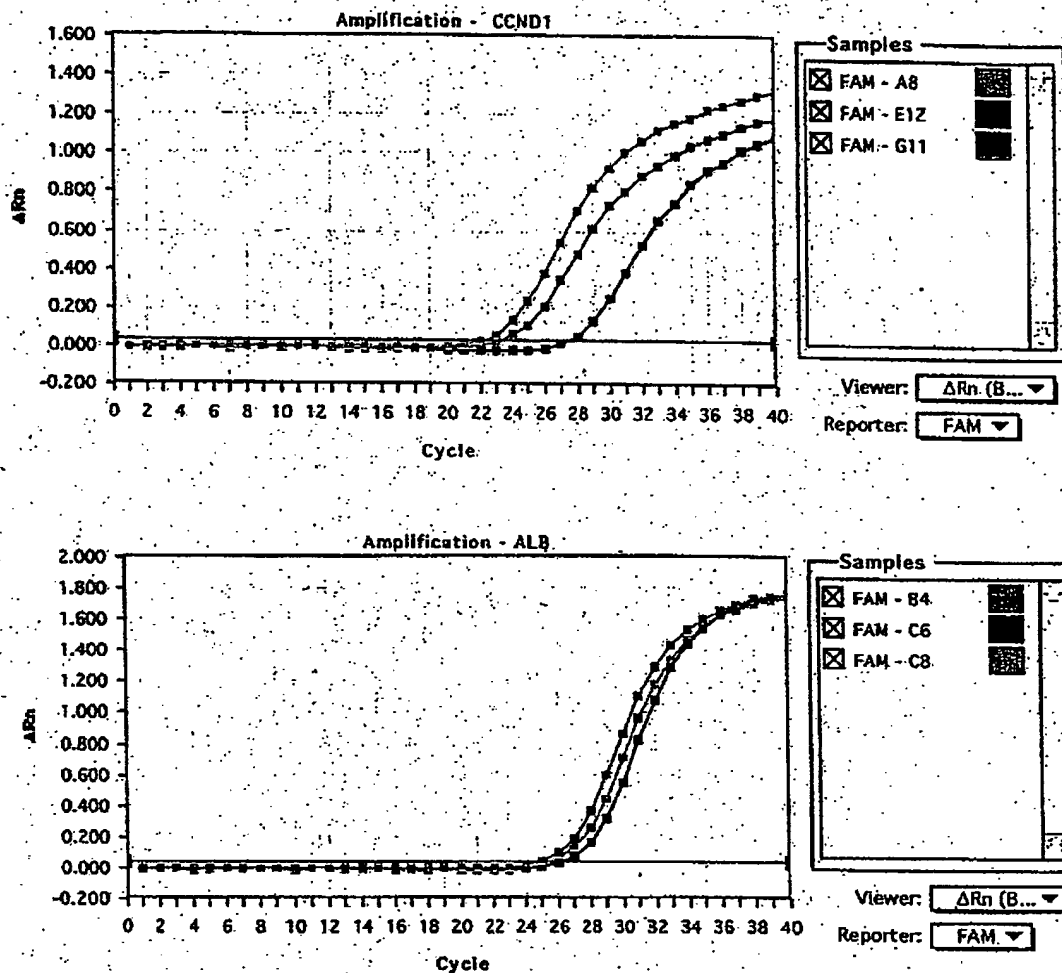 Amplification - CCND1
1.600
1.400
1.200
1.000
0.800
0.600
0.400
0.200
0.000
-0.200
ΔRn
0 2 4 6 8 10 12 14 16 18 20 22 24 26 28 30 32 34 36 38 40
Cycle
Samples
FAM - A8
FAM - E12
FAM - G11
Viewer: ΔRn (B...
Reporter: FAM
Amplification - ALB
2.000
1.800
1.600
1.400
1.200
1.000
0.800
0.600
0.400
0.200
0.000
-0.200
ΔRn
0 2 4 6 8 10 12 14 16 18 20 22 24 26 28 30 32 34 36 38 40
Cycle
Samples
FAM - B4
FAM - C6
FAM - C8
Viewer: ΔRn (B...
Reporter: FAM